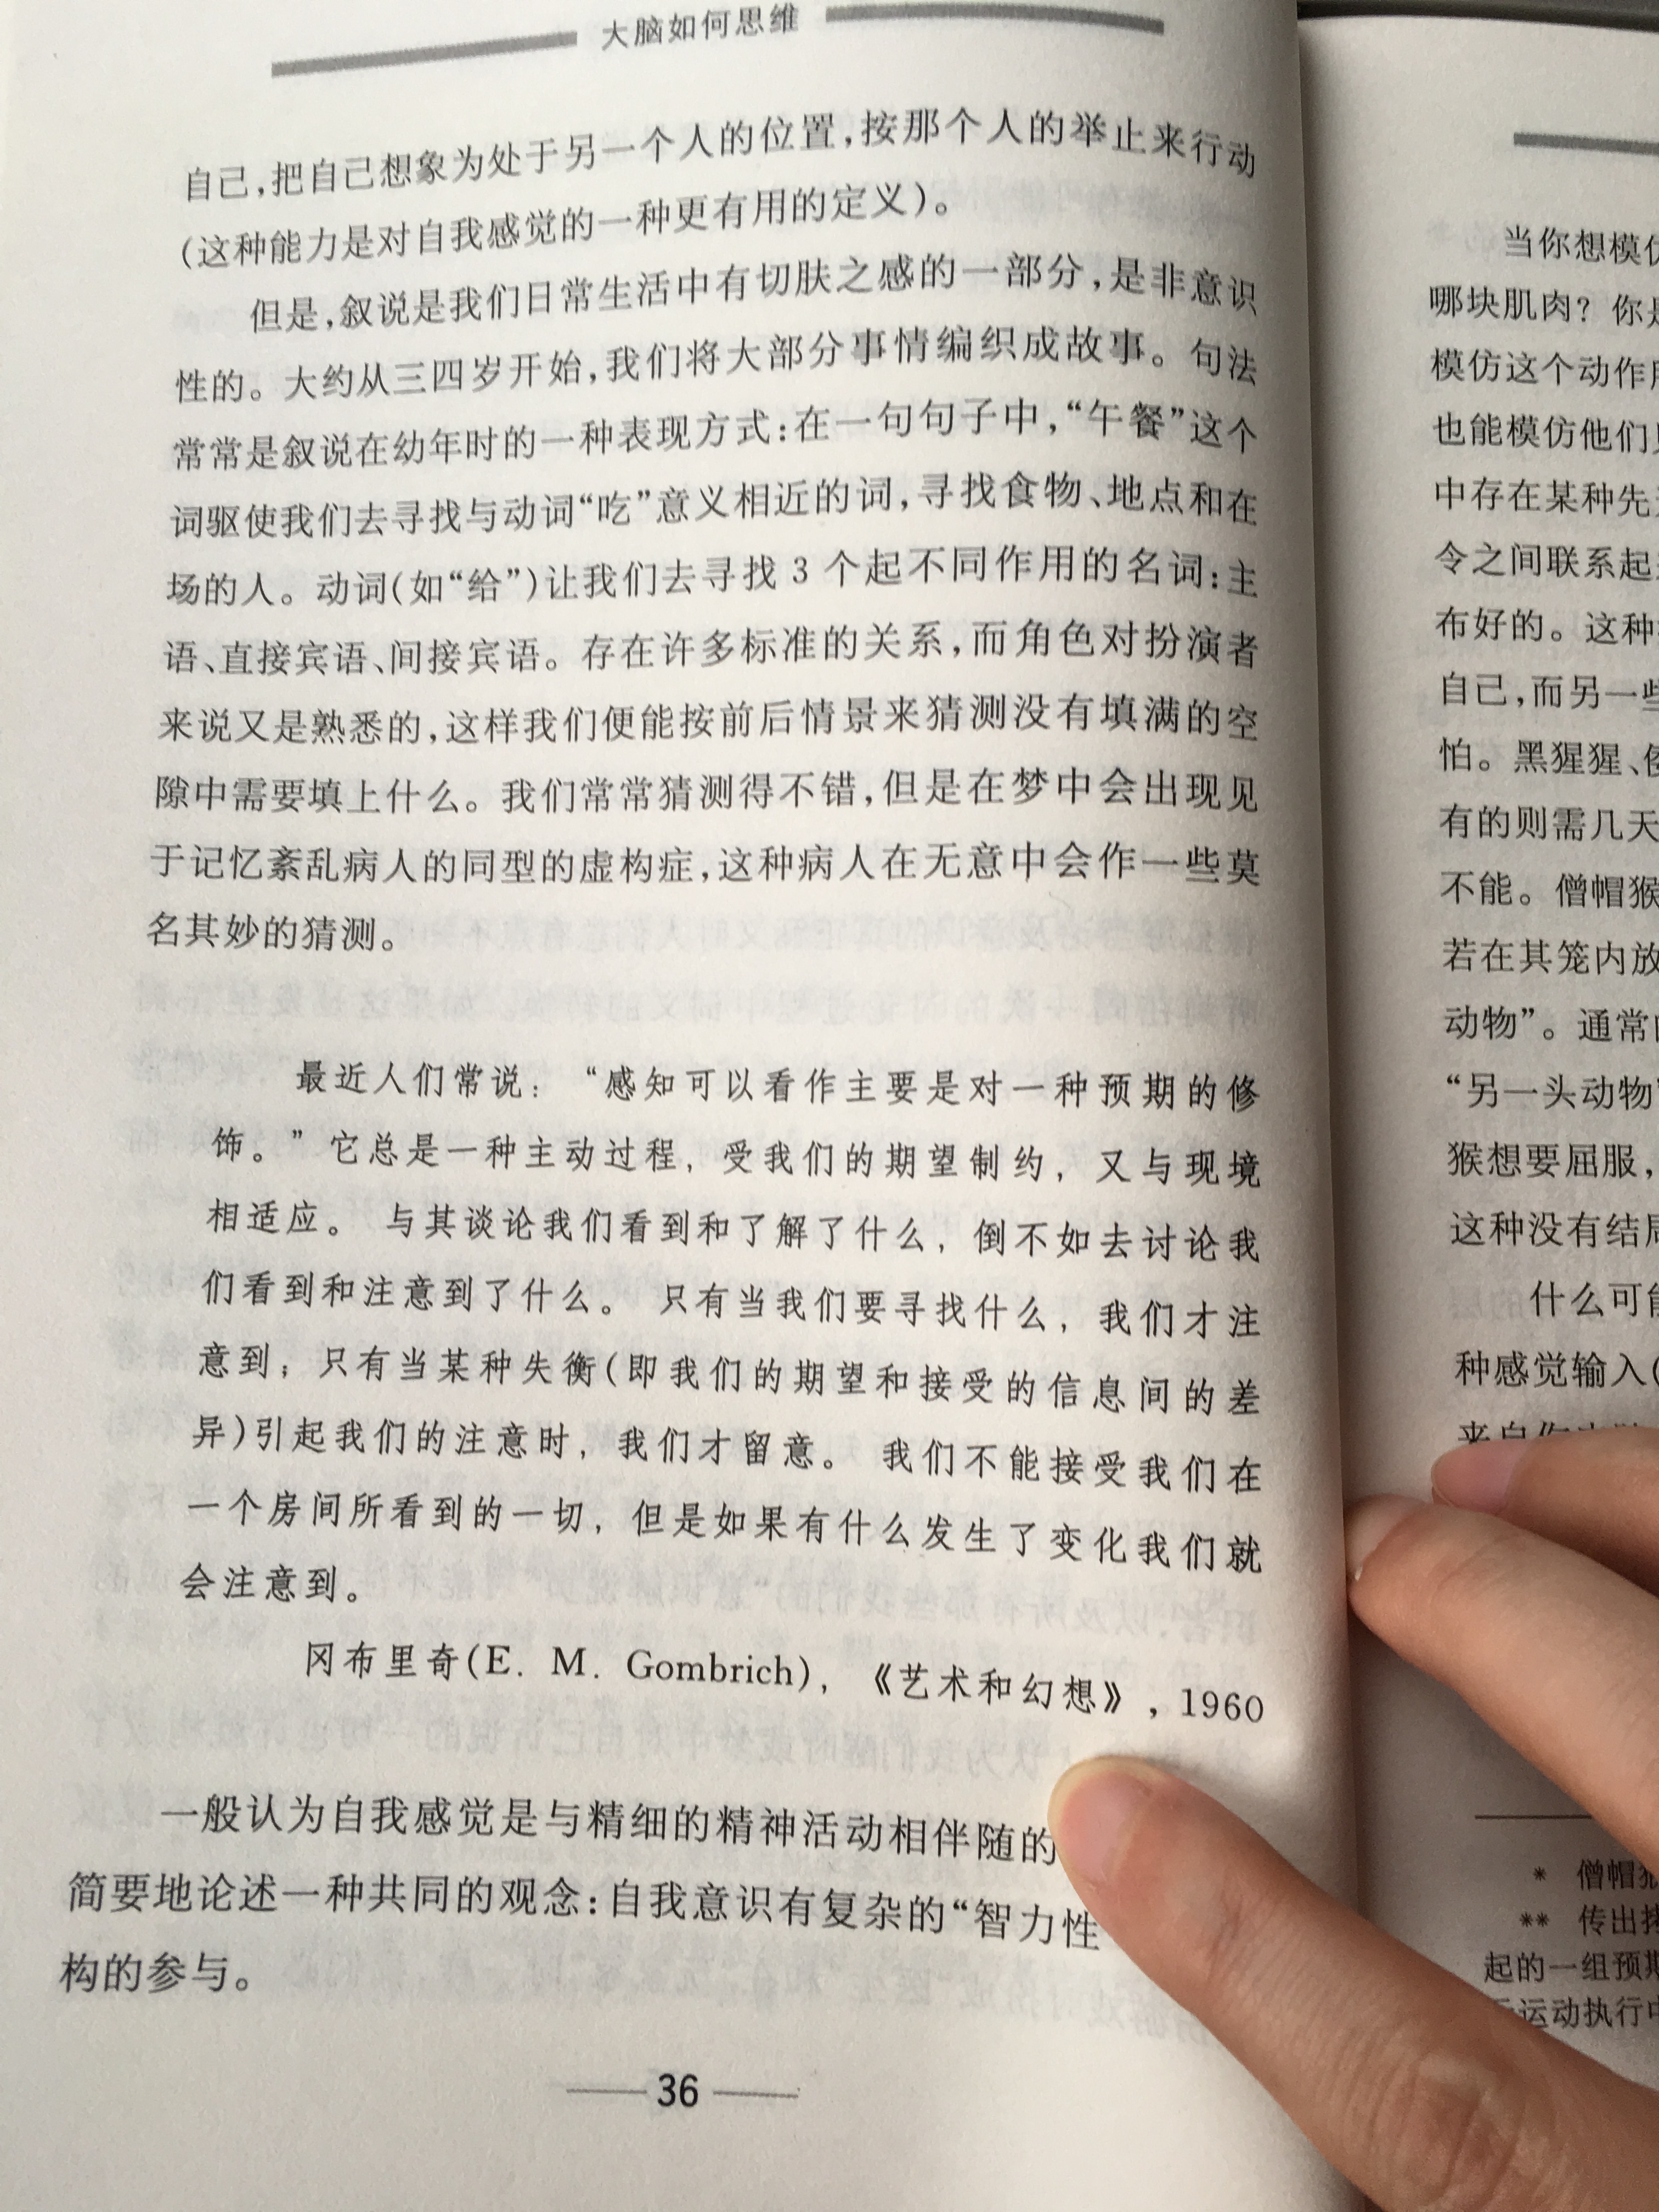 大脑如何思维
自己,把自己想象为处于另一个人的位置,按那个人的举止来行动
(这种能力是对自我感觉的一种更有用的定义)。
但是,叙说是我们日常生活中有切肤之感的一部分,是非意识
性的。大约从三四岁开始,我们将大部分事情编织成故事。句法
常常是叙说在幼年时的一种表现方式:在一句句子中,“午餐”这个
词驱使我们去寻找与动词“吃”意义相近的词,寻找食物、地点和在
场的人。动词(如“给”)让我们去寻找3个起不同作用的名词:主
语、直接宾语、间接宾语。存在许多标准的关系,而角色对扮演者
来说又是熟悉的,这样我们便能按前后情景来猜测没有填满的空
隙中需要填上什么。我们常常猜测得不错,但是在梦中会出现见
于记忆紊乱病人的同型的虚构症,这种病人在无意中会作一些莫
名其妙的猜测。
最近人们常说:“感知可以看作主要是对一种预期的修
饰。”它总是一种主动过程,受我们的期望制约,又与现境
相适应。与其谈论我们看到和了解了什么,倒不如去讨论我
们看到和注意到了什么。只有当我们要寻找什么,我们才注
意到;只有当某种失衡(即我们的期望和接受的信息间的差
异)引起我们的注意时,我们才留意。我们不能接受我们在
一个房间所看到的一切,但是如果有什么发生了变化我们就
会注意到。
冈布里奇(E. M. Gombrich),《艺术和幻想》,1960
一般认为自我感觉是与精细的精神活动相伴随的
简要地论述一种共同的观念:自我意识有复杂的“智力性
构的参与。
36
当你想模仿
哪块肌肉?你是
模仿这个动作
也能模仿他们
中存在某种先
令之间联系起
布好的。这种
自己,而另一些
怕。黑猩猩、
有的则需几天
不能。僧帽猴
若在其笼内放
动物”。通常
“另一头动物”
猴想要屈服,
这种没有结局
什么可能
种感觉输入(
来自你
* 僧帽猴
** 传出
起的一组预期
运动执行中